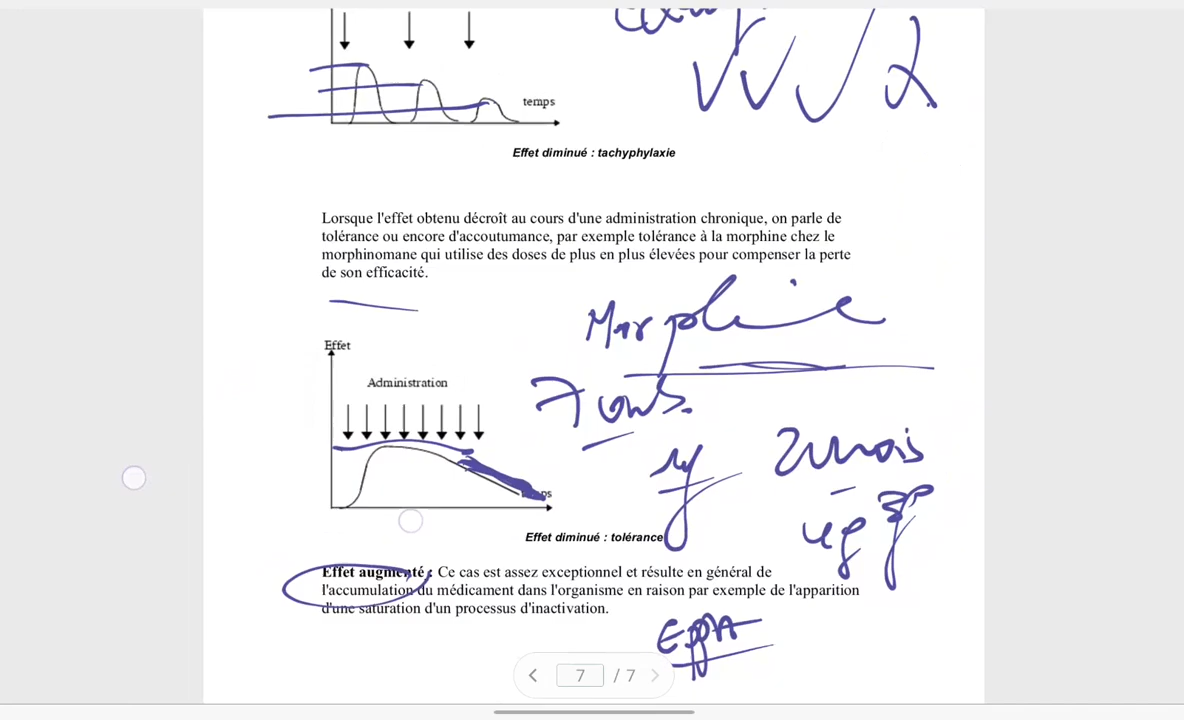 temps
Effet diminué : tachyphylaxie
Lorsque l'effet obtenu décroît au cours d'une administration chronique, on parle de
tolérance ou encore d'accoutumance, par exemple tolérance à la morphine chez le
morphinomane qui utilise des doses de plus en plus élevées pour compenser la perte
de son efficacité.
Morphine
Effet
Administration
7 ours.
2 mois
Effet diminué : tolérance
Effet augmenté : Ce cas est assez exceptionnel et résulte en général de
l'accumulation du médicament dans l'organisme en raison par exemple de l'apparition
d'une saturation d'un processus d'inactivation.
7 / 7